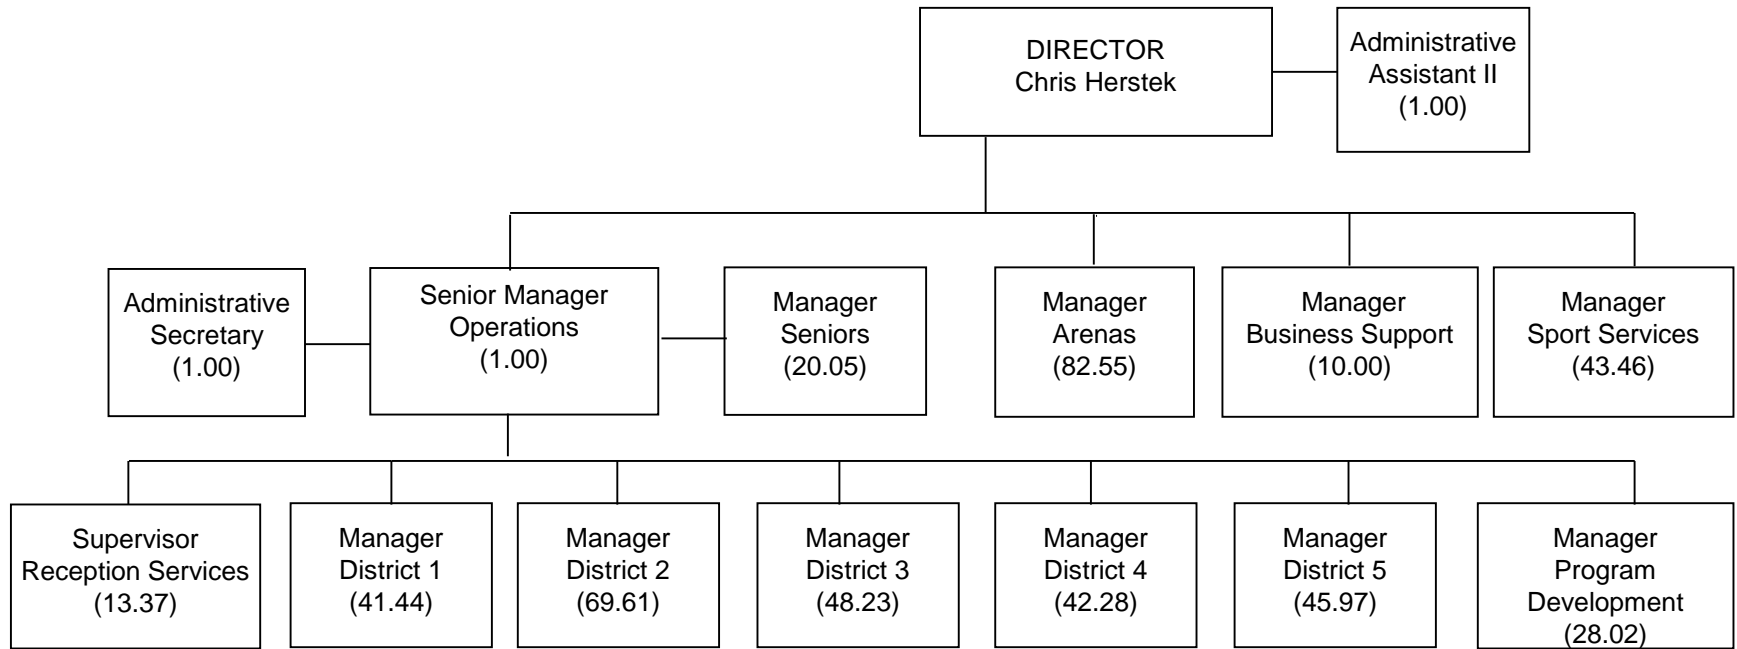 DIRECTOR
Chris Herstek
Administrative
Assistant II
(1.00)
Administrative
Secretary
(1.00)
Senior Manager
Operations
(1.00)
Manager
Seniors
(20.05)
Manager
Arenas
(82.55)
Manager
Business Support
(10.00)
Manager
Sport Services
(43.46)
Supervisor
Reception Services
(13.37)
Manager
District 1
(41.44)
Manager
District 2
(69.61)
Manager
District 3
(48.23)
Manager
District 4
(42.28)
Manager
District 5
(45.97)
Manager
Program
Development
(28.02)